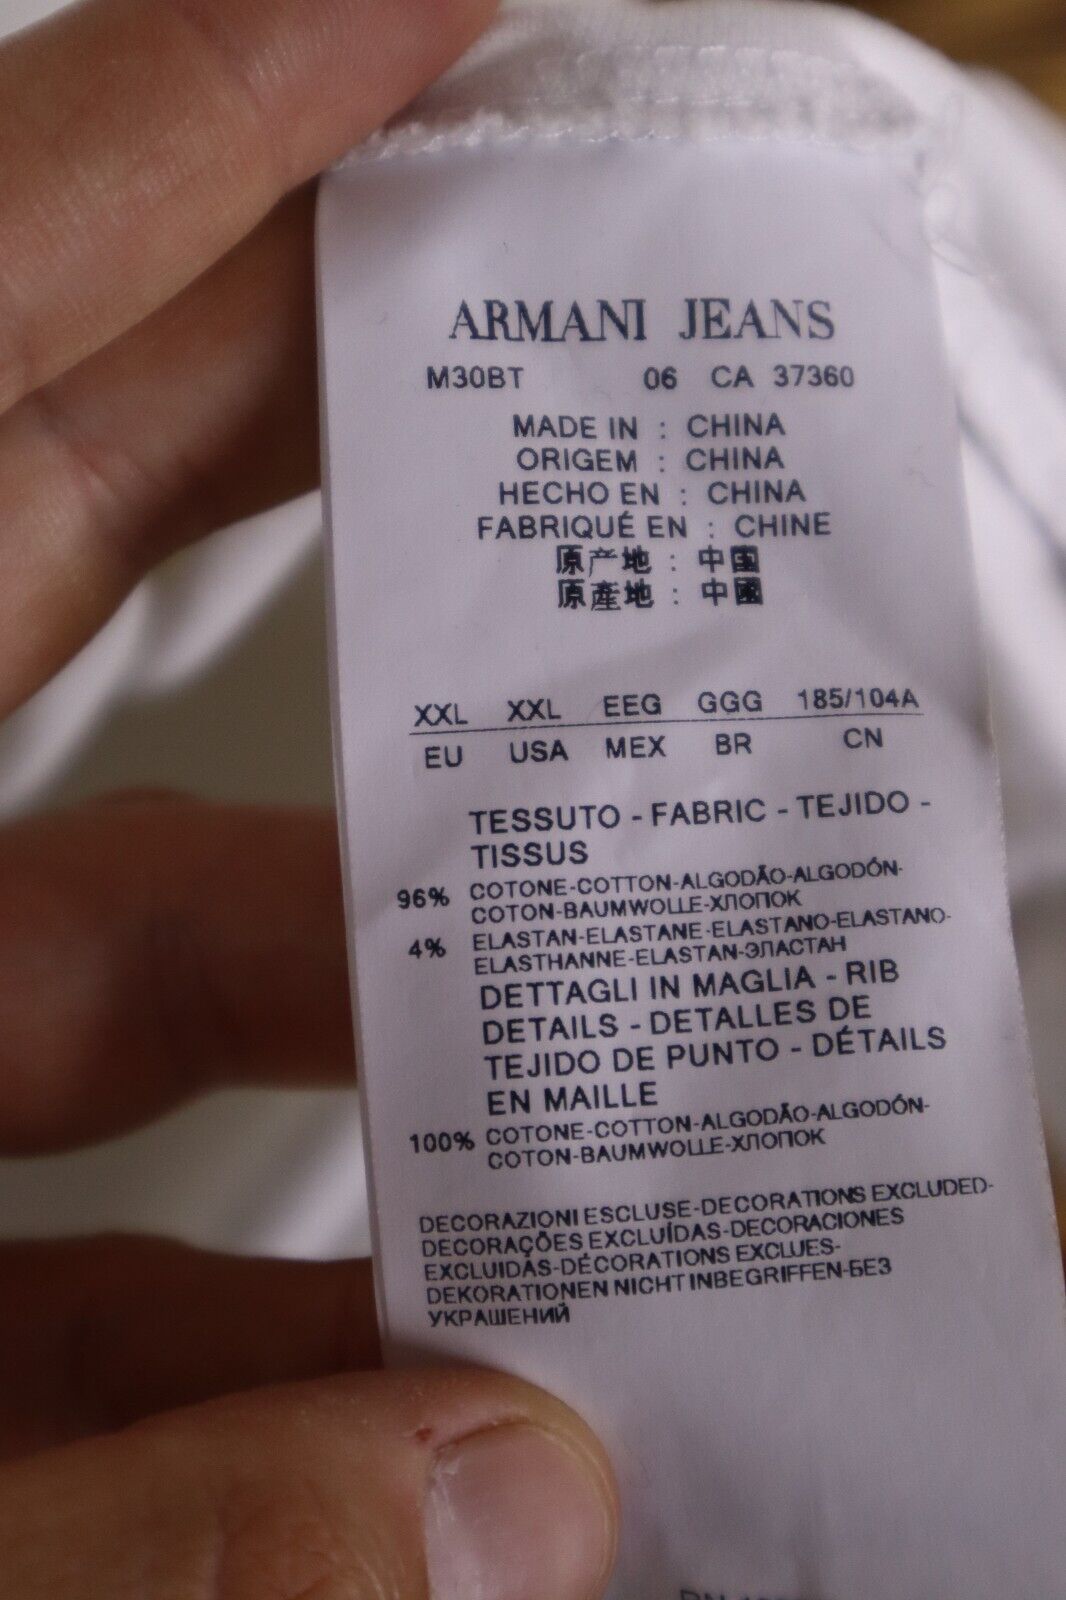 ARMANI JEANS
M30BT 06 CA 37360
MADE IN : CHINA
ORIGEM : CHINA
HECHO EN : CHINA
FABRIQUÉ EN : CHINE
原产地 : 中国
原產地 : 中國
XXL XXL EEG GGG 185/104A
EU USA MEX BR CN
TESSUTO - FABRIC - TEJIDO -
TISSUS
96% COTONE-COTTON-ALGODÃO-ALGODÓN-
COTON-BAUMWOLLE-ХЛОПОК
4% ELASTAN-ELASTANE-ELASTANO-ELASTANO-
ELASTHANNE-ELASTAN-ЭЛАСТАН
DETTAGLI IN MAGLIA - RIB
DETAILS - DETALLES DE
TEJIDO DE PUNTO - DÉTAILS
EN MAILLE
100% COTONE-COTTON-ALGODÃO-ALGODÓN-
COTON-BAUMWOLLE-ХЛОПОК
DECORAZIONI ESCLUSE-DECORATIONS EXCLUDED-
DECORAÇÕES EXCLUÍDAS-DECORACIONES
EXCLUIDAS-DÉCORATIONS EXCLUES-
DEKORATIONEN NICHT INBEGRIFFEN-БЕЗ
УКРАШЕНИЙ